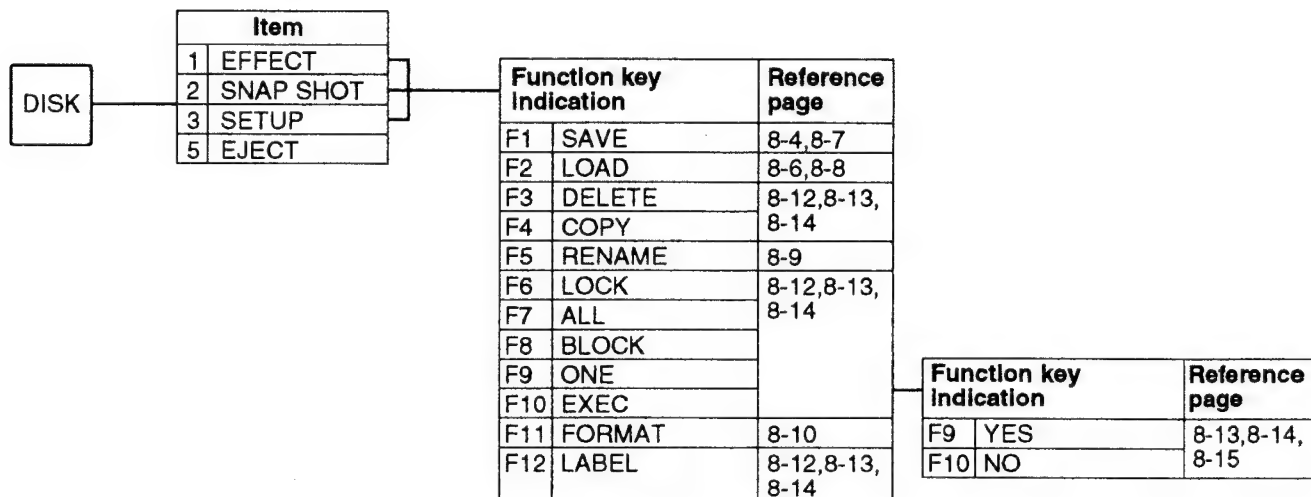 DISK
Item
1 EFFECT
2 SNAP SHOT
3 SETUP
5 EJECT
Function key Reference
indication page
F1 SAVE 8-4,8-7
F2 LOAD 8-6,8-8
F3 DELETE 8-12,8-13,
F4 COPY 8-14
F5 RENAME 8-9
F6 LOCK 8-12,8-13,
F7 ALL 8-14
F8 BLOCK
F9 ONE
F10 EXEC
F11 FORMAT 8-10
F12 LABEL 8-12,8-13,
8-14
Function key Reference
indication page
F9 YES 8-13,8-14,
F10 NO 8-15